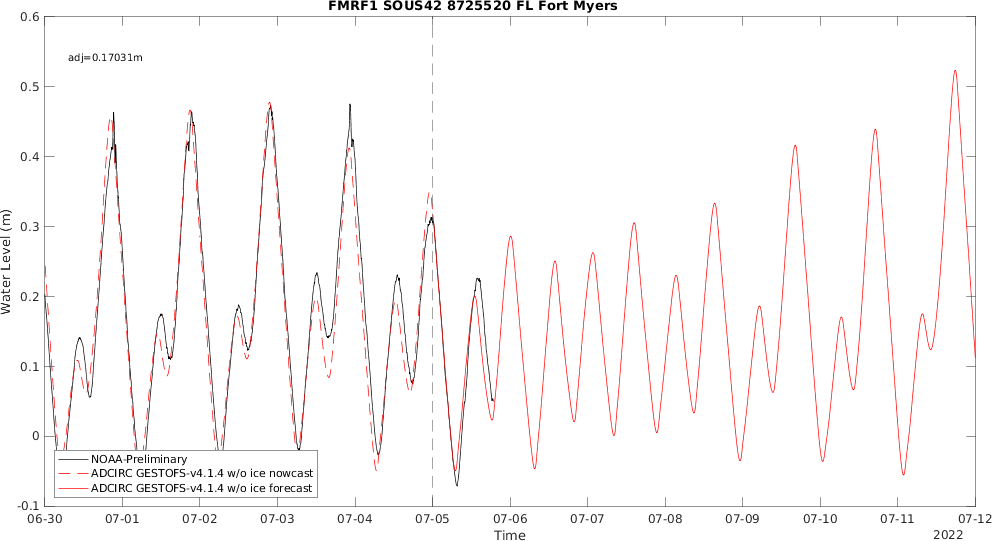 FMRF1 SOUS42 8725520 FL Fort Myers
0.6
adj=0.17031m
0.5
0.4
0.3
0.2
0.1
0
-0.1
Water Level (m)
NOAA-Preliminary
ADCIRC GESTOFS-v4.1.4 w/o ice nowcast
ADCIRC GESTOFS-v4.1.4 w/o ice forecast
06-30 07-01 07-02 07-03 07-04 07-05 07-06 07-07 07-08 07-09 07-10 07-11 07-12
Time
2022